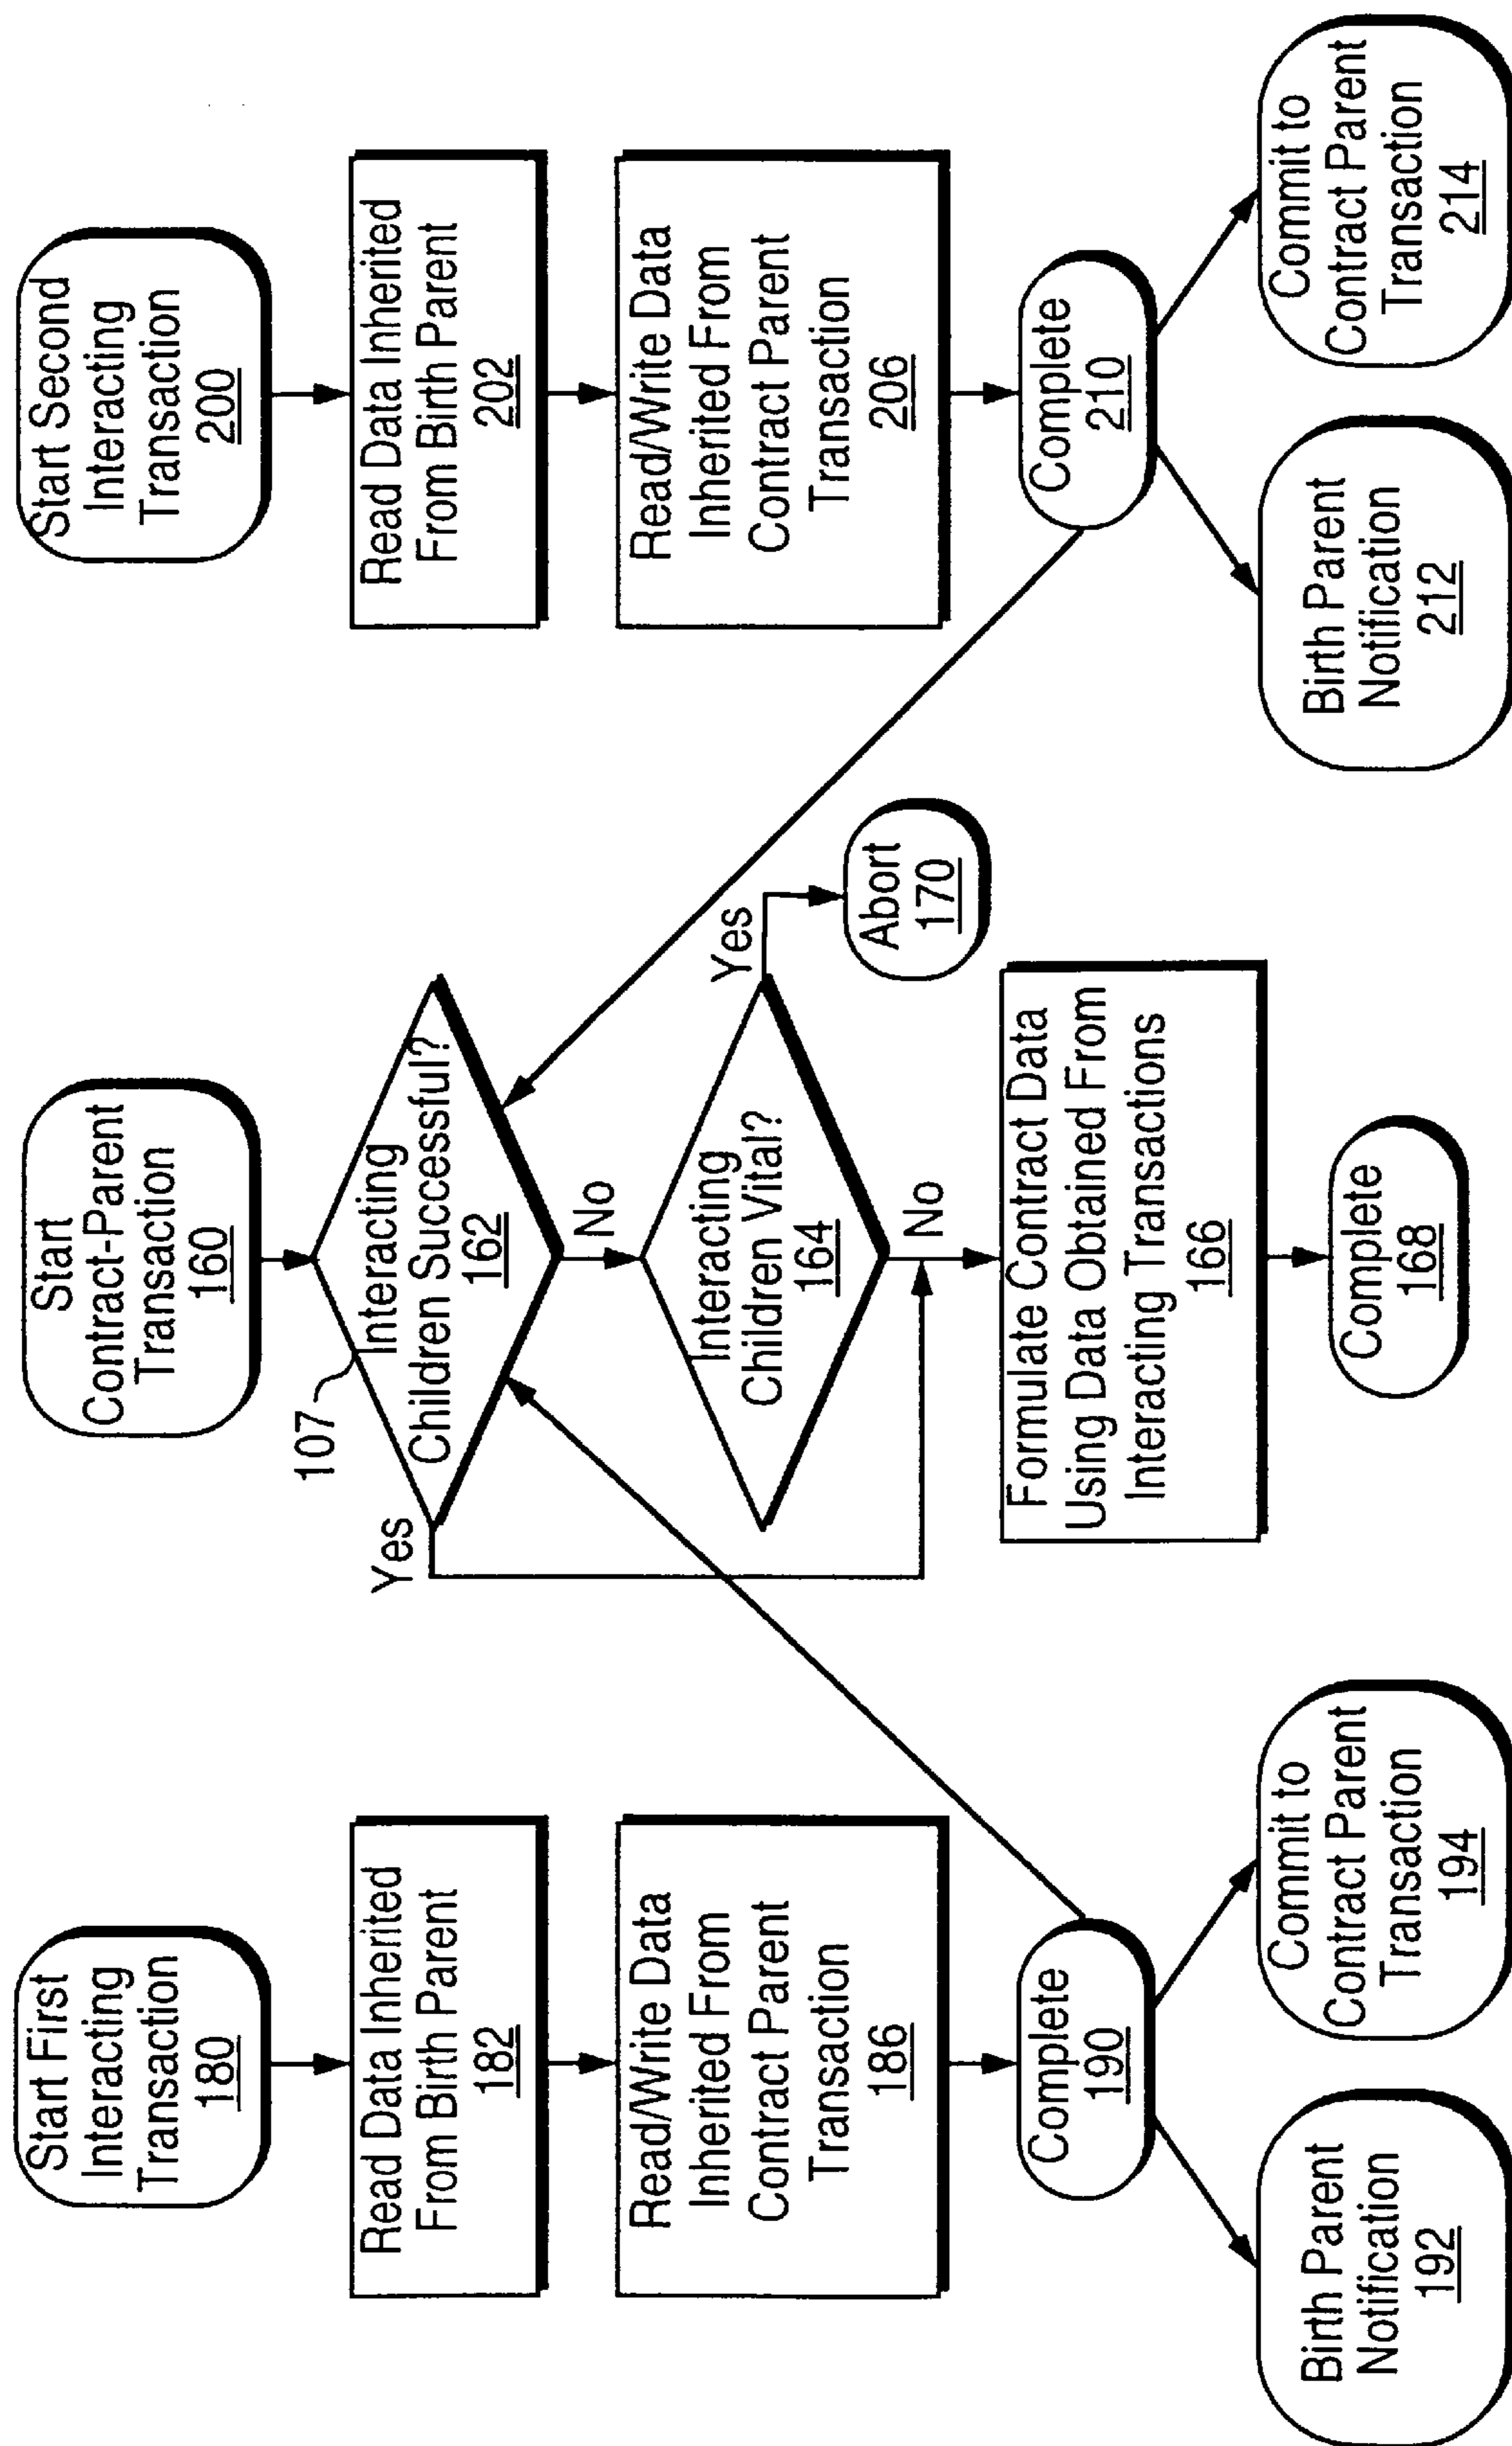 Start First
Interacting
Transaction
180
Read Data Inherited
From Birth Parent
182
Read/Write Data
Inherited From
Contract Parent
Transaction
186
Complete
190
Birth Parent
Notification
192
Commit to
Contract Parent
Transaction
194
Start
Contract-Parent
Transaction
160
107
Interacting
Children Successful?
162
Yes
No
Interacting
Children Vital?
164
Yes
No
Abort
170
Formulate Contract Data
Using Data Obtained From
Interacting Transactions
166
Complete
168
Start Second
Interacting
Transaction
200
Read Data Inherited
From Birth Parent
202
Read/Write Data
Inherited From
Contract Parent
Transaction
206
Complete
210
Birth Parent
Notification
212
Commit to
Contract Parent
Transaction
214